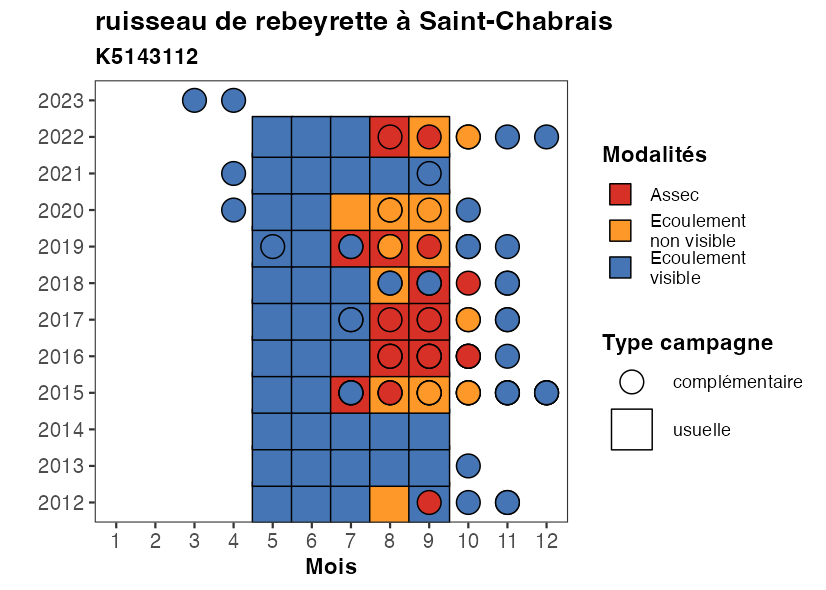 ruisseau de rebeyrette à Saint-Chabrais
K5143112
2023
2022
2021
2020
2019
2018
2017
2016
2015
2014
2013
2012
1 2 3 4 5 6 7 8 9 10 11 12
Mois
Modalités
Assec
Ecoulement
non visible
Ecoulement
visible
Type campagne
complémentaire
usuelle